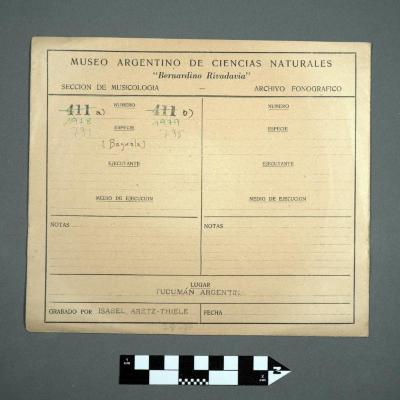 MUSEO ARGENTINO DE CIENCIAS NATURALES
"Bernardino Rivadavia"
SECCION DE MUSICOLOGIA — ARCHIVO FONOGRAFICO
411 a) NUMERO 411 b) NUMERO
1978 1979
ESPECIE ESPECIE
[Baguala]
EJECUTANTE EJECUTANTE
MEDIO DE EJECUCION MEDIO DE EJECUCION
NOTAS NOTAS
LUGAR
TUCUMÁN ARGENTIN
GRABADO POR ISABEL ARETZ-THIELE FECHA